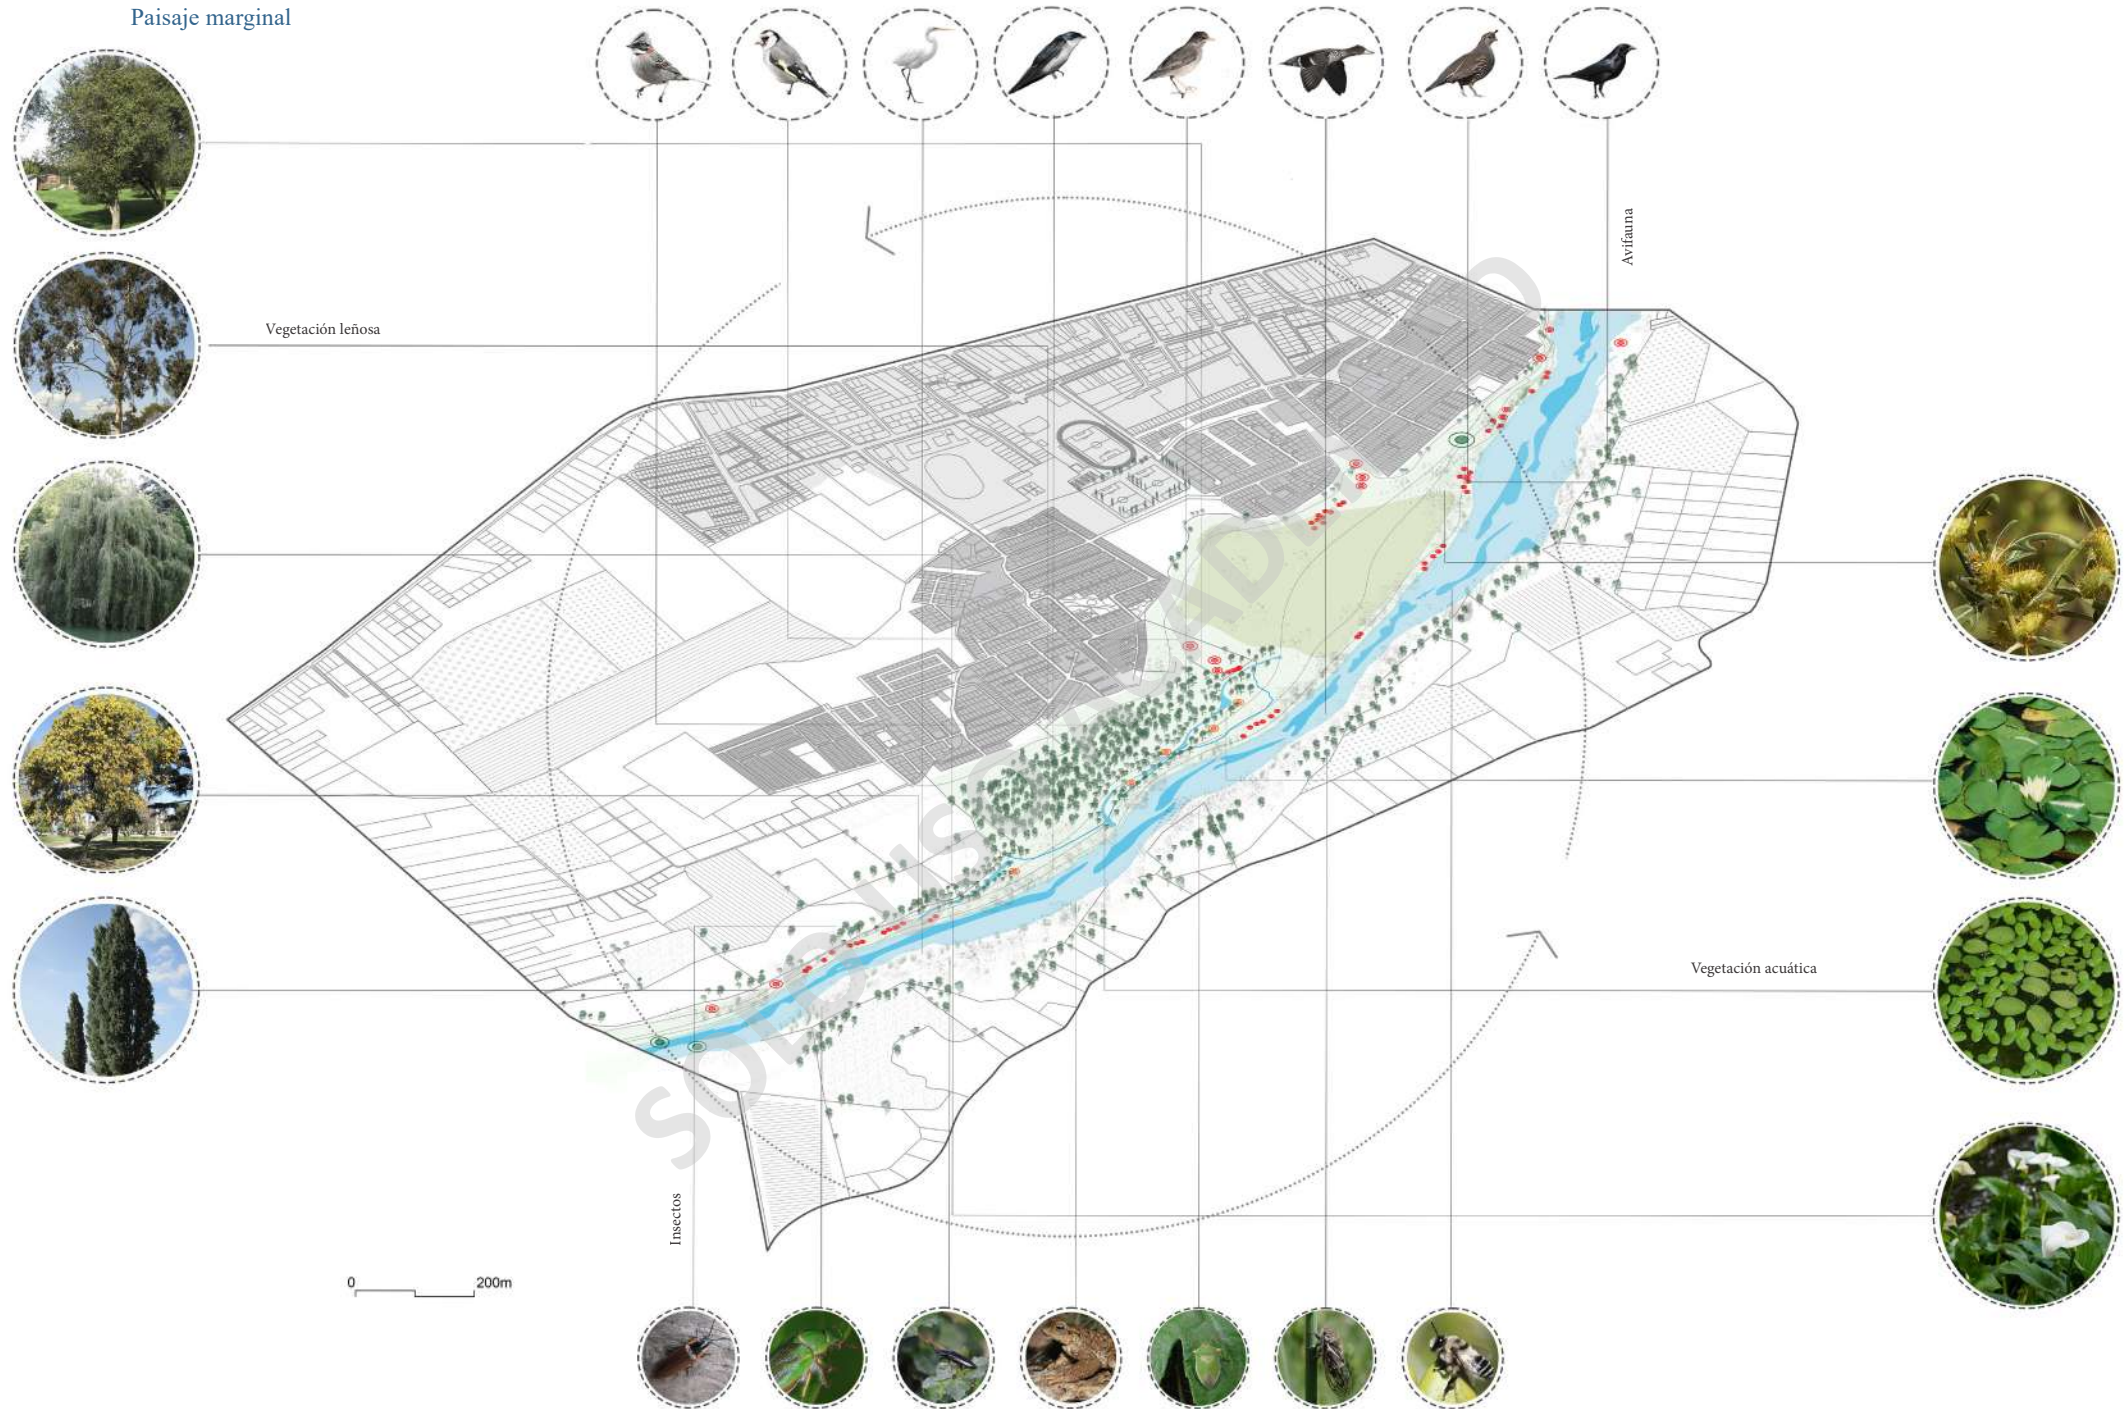 Paisaje marginal
Avifauna
Vegetación leñosa
Vegetación acuática
Insectos
0 200m